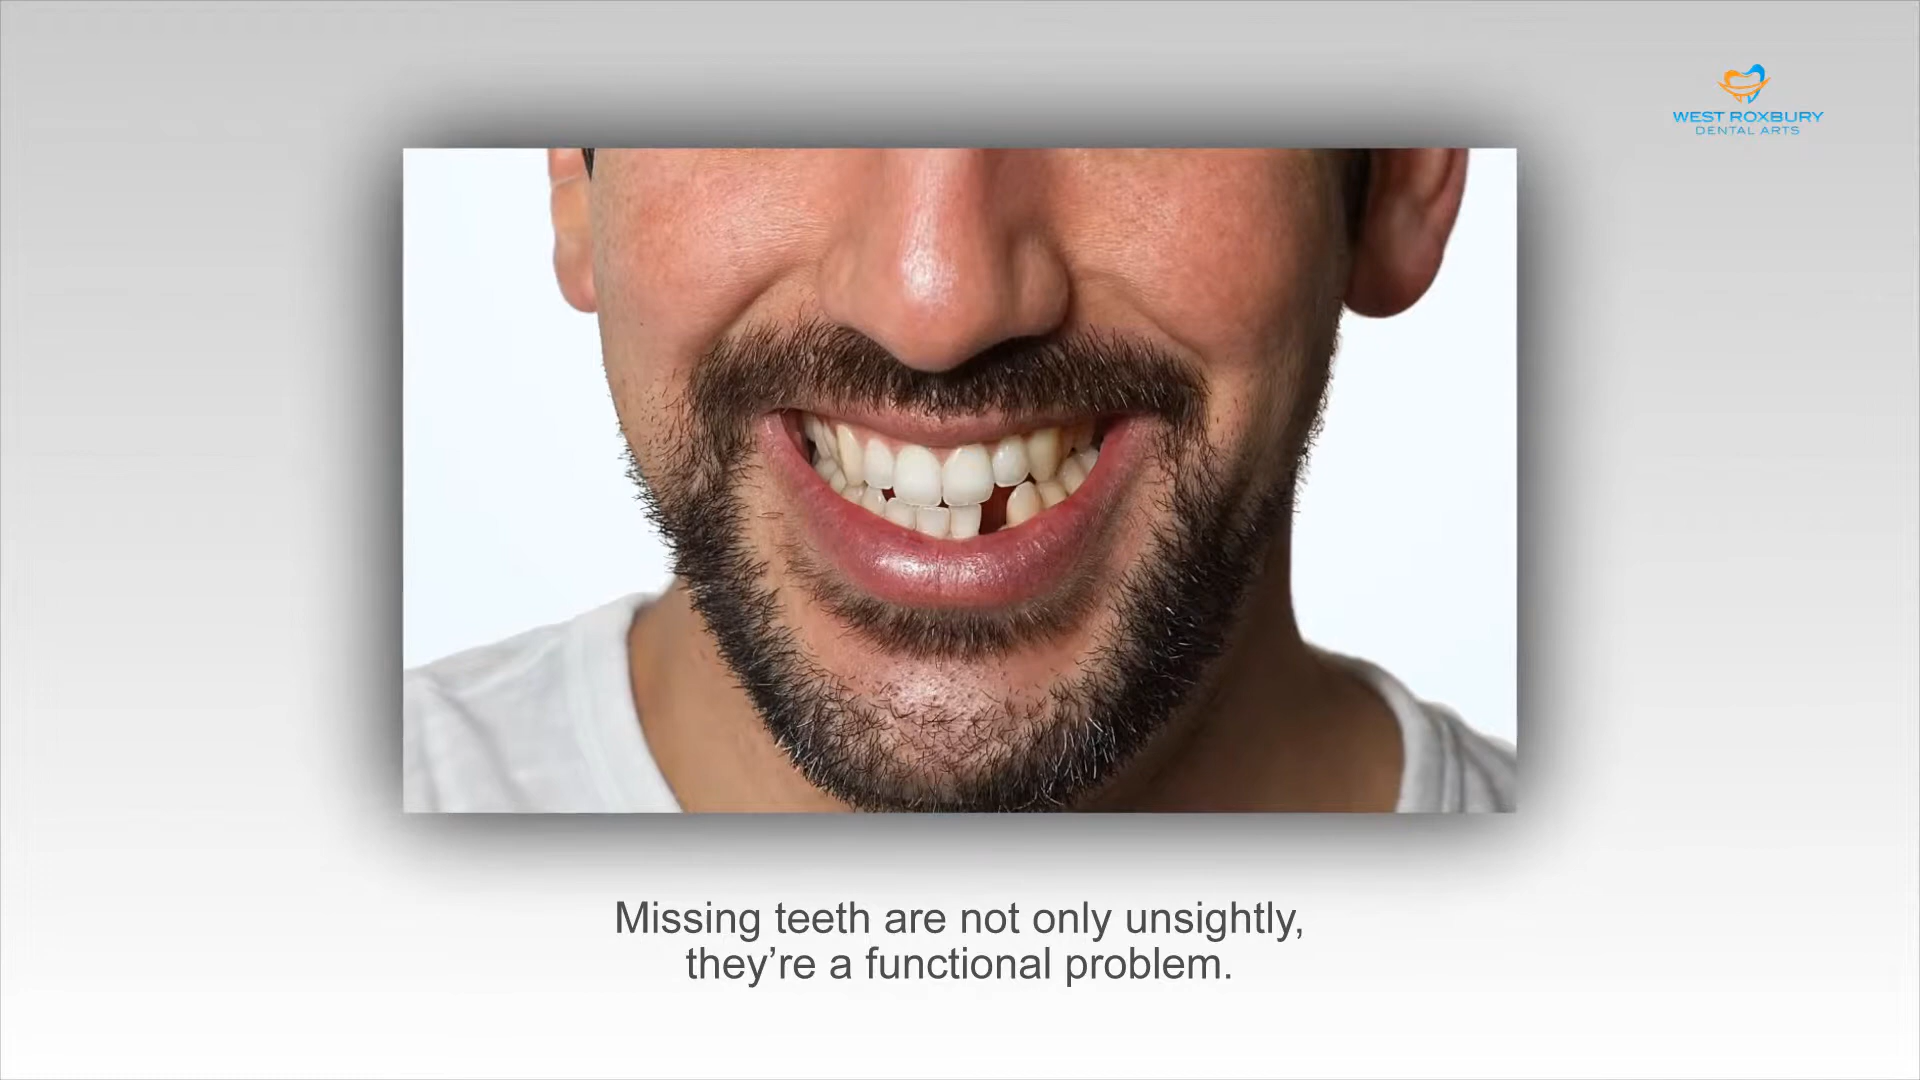 WEST ROXBURY
DENTAL ARTS
Missing teeth are not only unsightly,
they’re a functional problem.